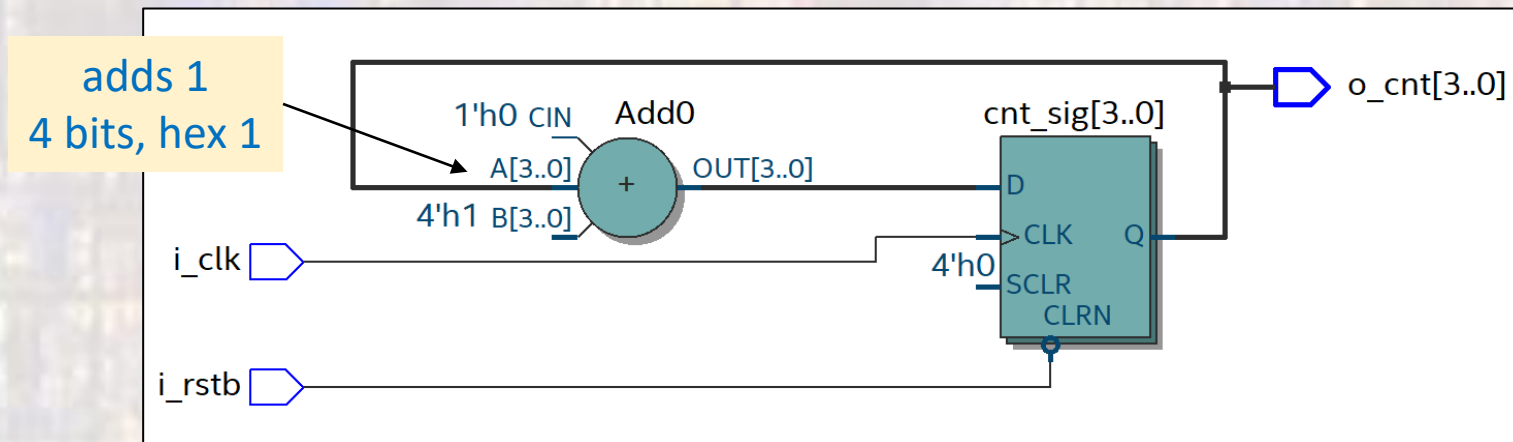 adds 1
4 bits, hex 1
1'h0 CIN
Add0
cnt_sig[3..0]
o_cnt[3..0]
A[3..0]
+
OUT[3..0]
D
4'h1 B[3..0]
CLK
Q
i_clk
4'h0
SCLR
CLRN
i_rstb